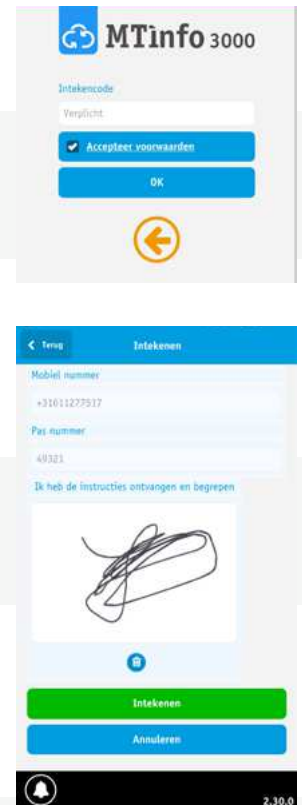 MTinfo 3000
Intekencode
Verplicht
Accepteer voorwaarden
OK
Terug
Intekenen
Mobiel nummer
+31611277517
Pas nummer
49321
Ik heb de instructies ontvangen en begrepen
Intekenen
Annuleren
2.30.0